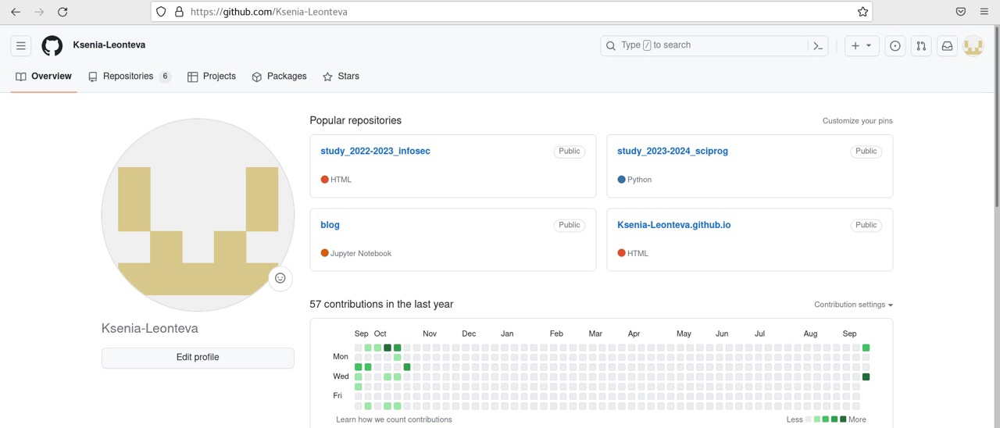 https://github.com/Ksenia-Leonteva
Ksenia-Leonteva
Type / to search
Overview
Repositories 6
Projects
Packages
Stars
Popular repositories
Customize your pins
study_2022-2023_infosec Public
HTML
study_2023-2024_sciprog Public
Python
blog Public
Jupyter Notebook
Ksenia-Leonteva.github.io Public
HTML
Ksenia-Leonteva
Edit profile
57 contributions in the last year
Contribution settings
Sep Oct Nov Dec Jan Feb Mar Apr May Jun Jul Aug Sep
Mon
Wed
Fri
Learn how we count contributions
Less More